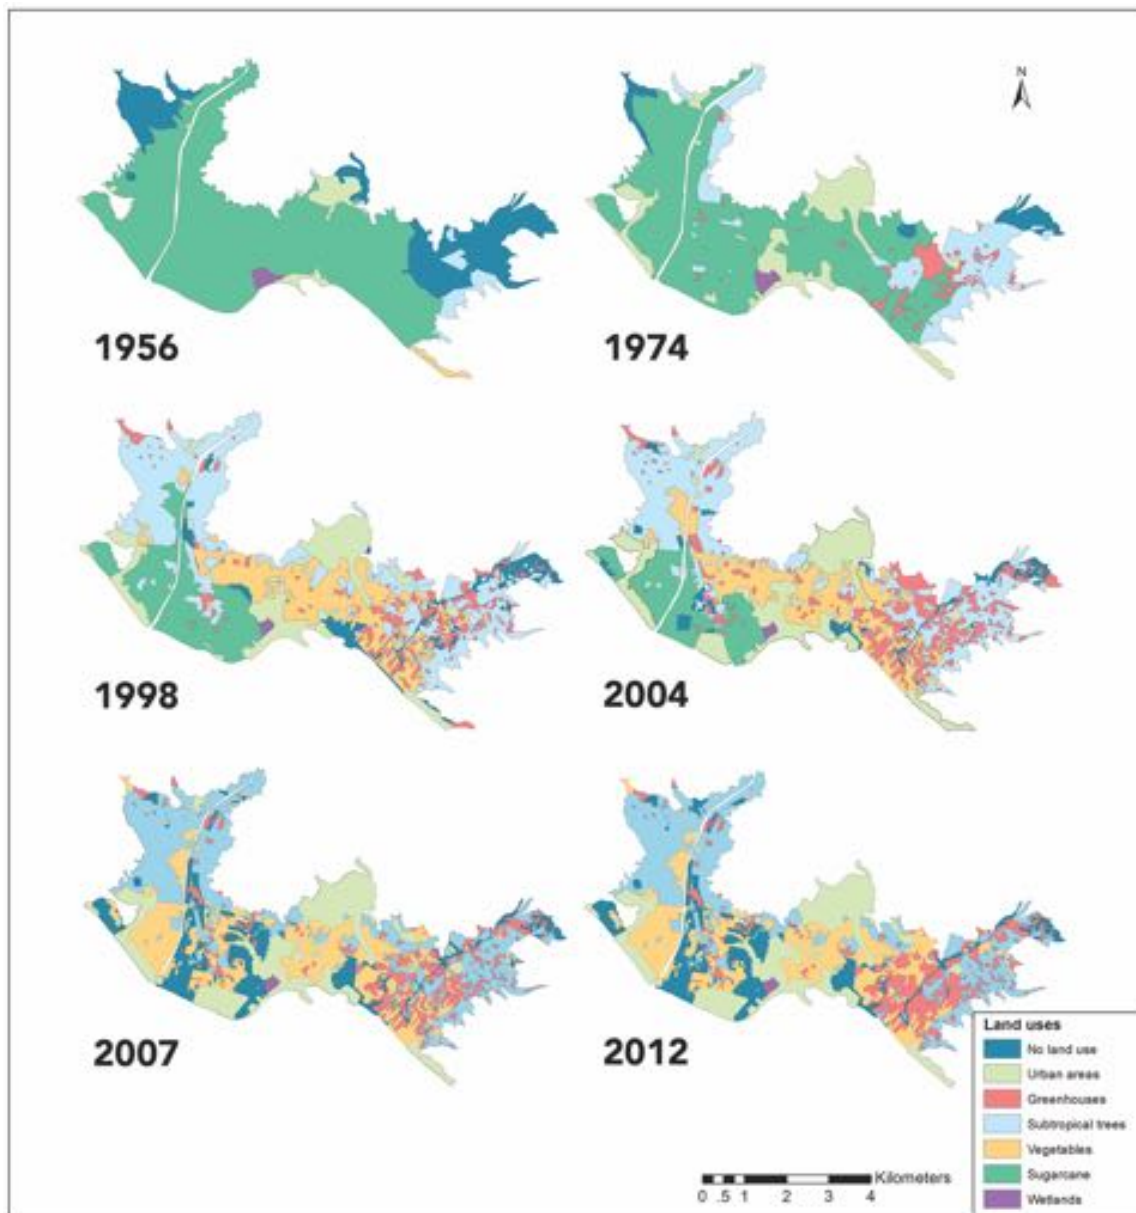 N
1956
1974
1998
2004
2007
2012
Land uses
No land use
Urban areas
Greenhouses
Subtropical trees
Vegetables
Sugarcane
Wetlands
Kilometers
0 .5 1 2 3 4